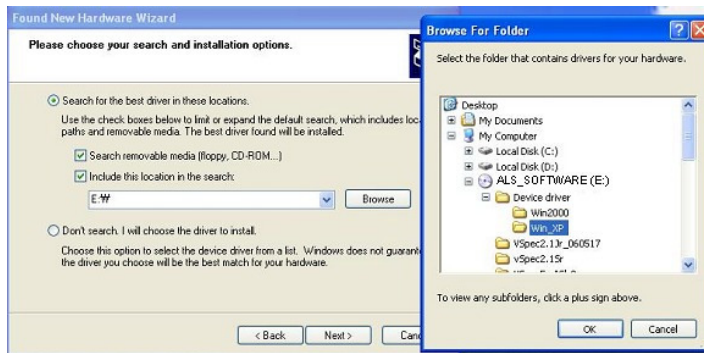 Found New Hardware Wizard
Please choose your search and installation options.
Search for the best driver in these locations.
Use the check boxes below to limit or expand the default search, which includes
paths and removable media. The best driver found will be installed.
Search removable media (floppy, CD-ROM...)
Include this location in the search:
E:₩
Browse
Don't search. I will choose the driver to install.
Choose this option to select the device driver from a list. Windows does not
the driver you choose will be the best match for your hardware.
< Back
Next >
Browse For Folder
Select the folder that contains drivers for your hardware.
Desktop
My Documents
My Computer
Local Disk (C:)
Local Disk (D:)
ALS_SOFTWARE (E:)
Device driver
Win2000
Win_XP
VSpec2.1Jr_060517
vSpec2.1Sr
To view any subfolders, click a plus sign above.
OK
Cancel